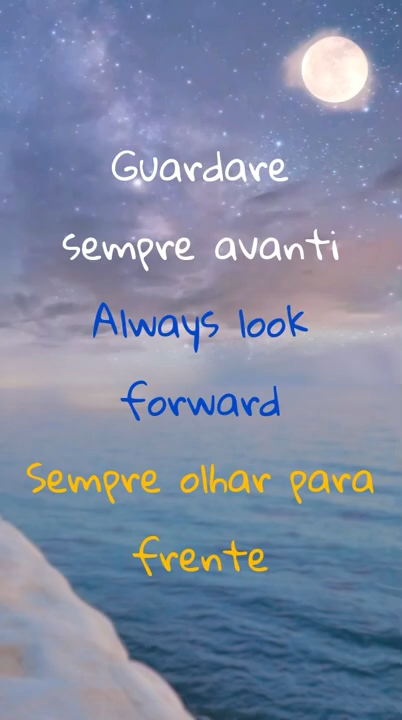 Guardare
sempre avanti
Always look
forward
Sempre olhar para
frente